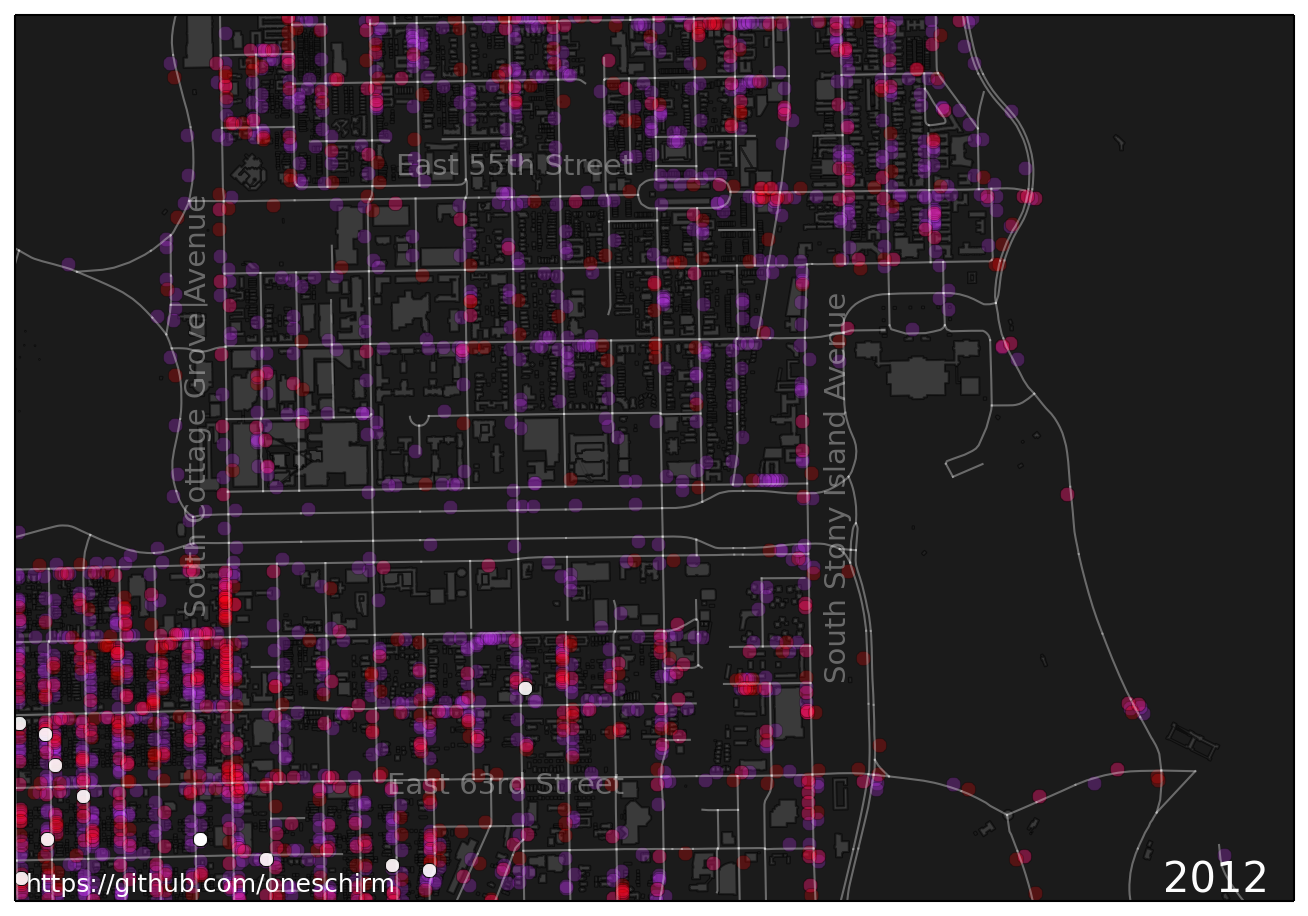 East 55th Street
South Cottage Grove Avenue
South Stony Island Avenue
East 63rd Street
https://github.com/oneschirm
2012